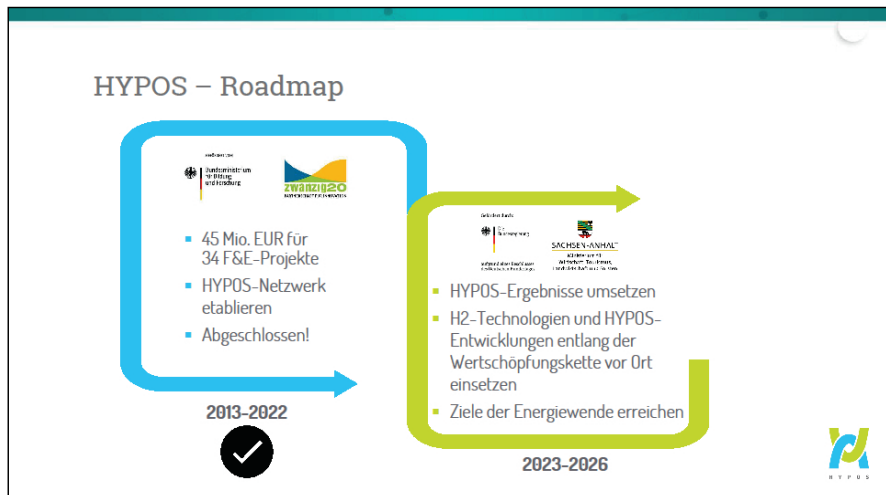 HYPOS – Roadmap
Bundesministerium
für Bildung
und Forschung
zwanzig20
45 Mio. EUR für
34 F&E-Projekte
HYPOS-Netzwerk
etablieren
Abgeschlossen!
2013-2022
Die
Bundesregierung
SACHSEN-ANHALT
HYPOS-Ergebnisse umsetzen
H2-Technologien und HYPOS-
Entwicklungen entlang der
Wertschöpfungskette vor Ort
einsetzen
Ziele der Energiewende erreichen
2023-2026
HYPOS